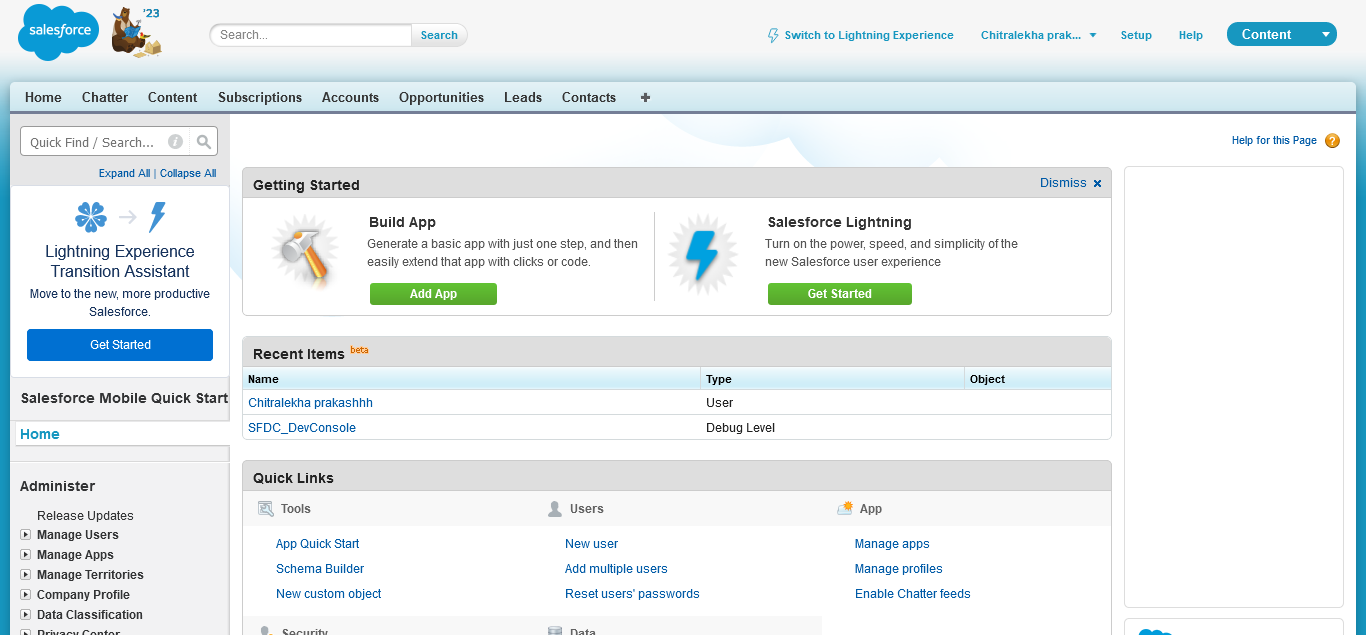 salesforce
'23
Search...
Search
Switch to Lightning Experience
Chitralekha prak...
Setup
Help
Content
Home
Chatter
Content
Subscriptions
Accounts
Opportunities
Leads
Contacts
+
Quick Find / Search...
i
Expand All | Collapse All
Lightning Experience
Transition Assistant
Move to the new, more productive
Salesforce.
Get Started
Salesforce Mobile Quick Start
Home
Administer
Release Updates
Manage Users
Manage Apps
Manage Territories
Company Profile
Data Classification
Privacy Center
Help for this Page ?
Getting Started
Dismiss x
Build App
Generate a basic app with just one step, and then
easily extend that app with clicks or code.
Add App
Salesforce Lightning
Turn on the power, speed, and simplicity of the
new Salesforce user experience
Get Started
Recent Items beta
Name Type Object
Chitralekha prakashhh User
SFDC_DevConsole Debug Level
Quick Links
Tools
App Quick Start
Schema Builder
New custom object
Users
New user
Add multiple users
Reset users' passwords
App
Manage apps
Manage profiles
Enable Chatter feeds
Security
Data